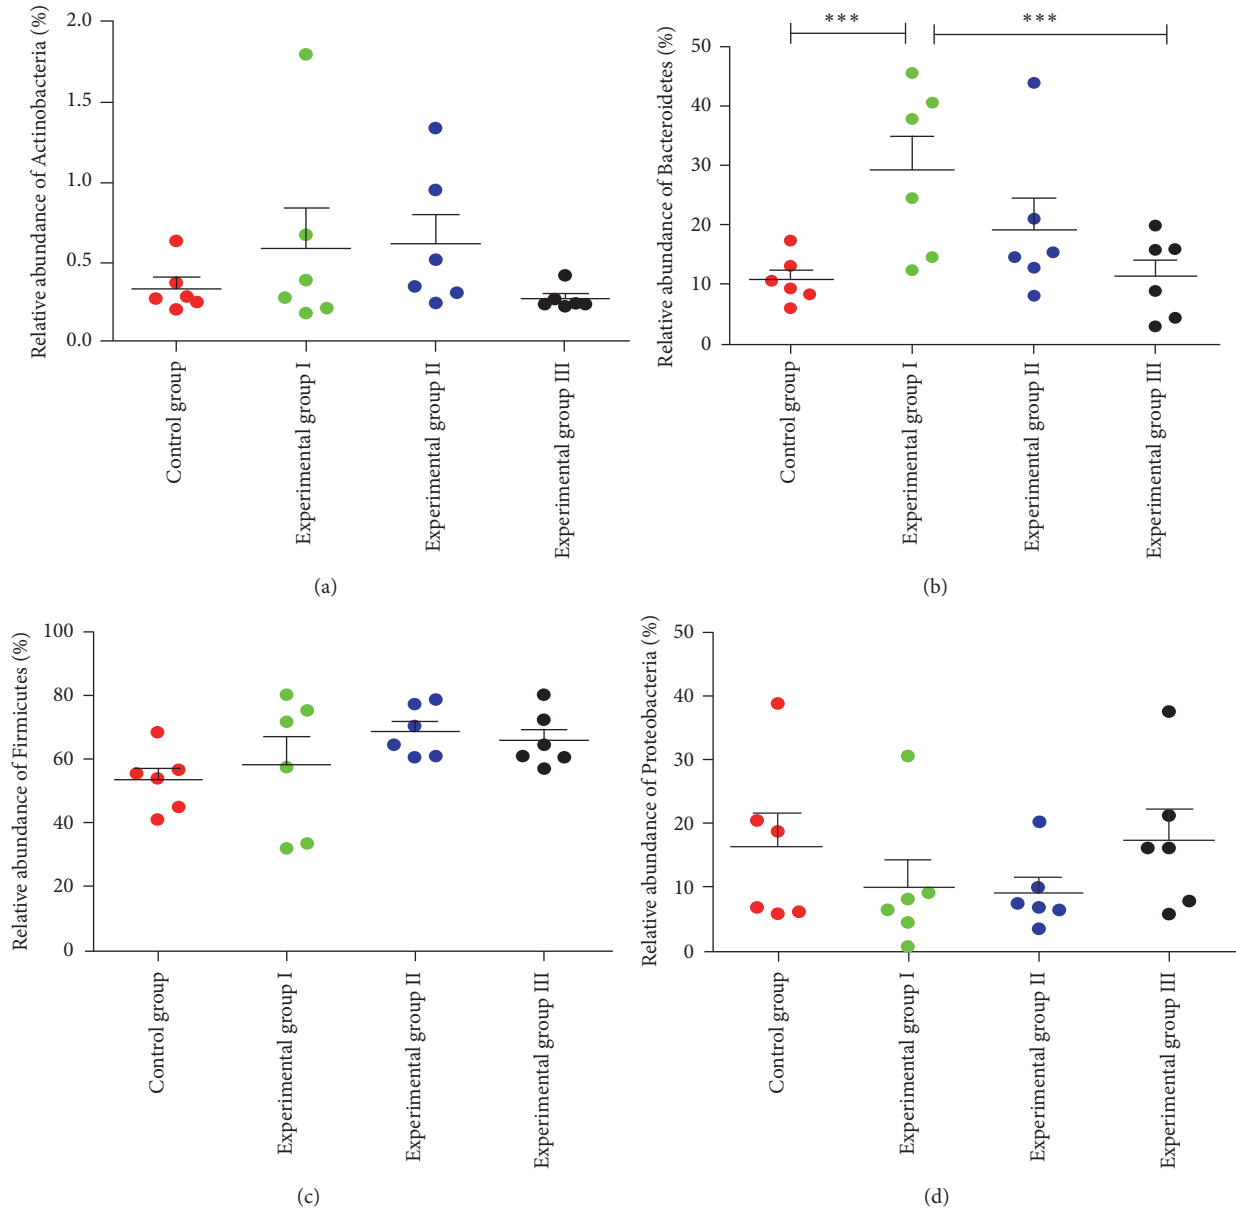 Relative abundance of Actinobacteria (%)
2.0
1.5
1.0
0.5
0.0
Control group
Experimental group I
Experimental group II
Experimental group III
(a)
Relative abundance of Bacteroidetes (%)
***
***
50
40
30
20
10
0
Control group
Experimental group I
Experimental group II
Experimental group III
(b)
Relative abundance of Firmicutes (%)
100
80
60
40
20
0
Control group
Experimental group I
Experimental group II
Experimental group III
(c)
Relative abundance of Proteobacteria (%)
50
40
30
20
10
0
Control group
Experimental group I
Experimental group II
Experimental group III
(d)